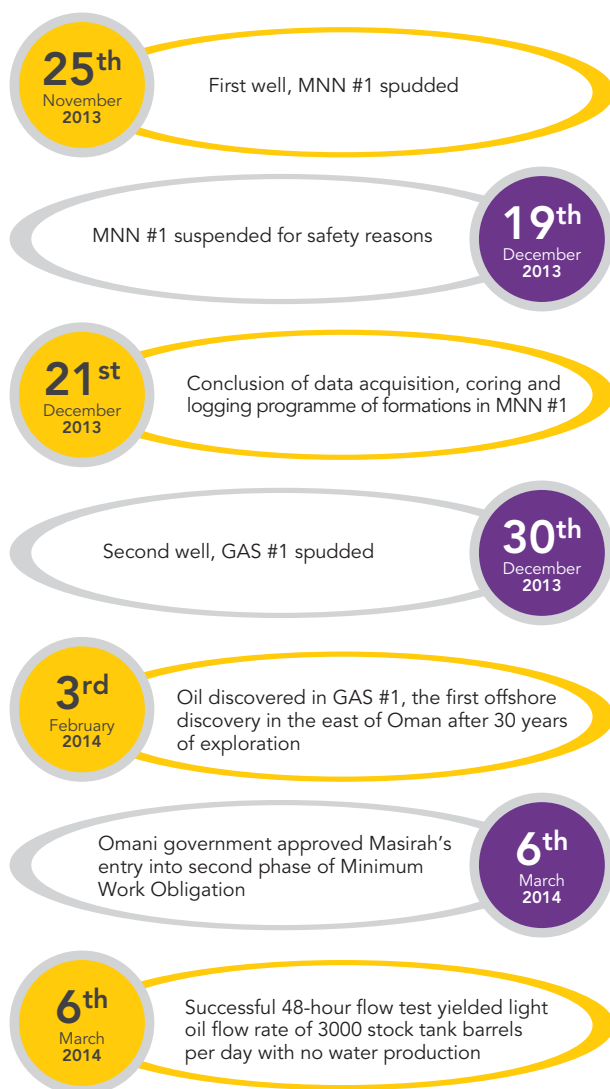 25th
November
2013
First well, MNN #1 spudded
MNN #1 suspended for safety reasons
19th
December
2013
21st
December
2013
Conclusion of data acquisition, coring and
logging programme of formations in MNN #1
Second well, GAS #1 spudded
30th
December
2013
3rd
February
2014
Oil discovered in GAS #1, the first offshore
discovery in the east of Oman after 30 years
of exploration
Omani government approved Masirah’s
entry into second phase of Minimum
Work Obligation
6th
March
2014
6th
March
2014
Successful 48-hour flow test yielded light
oil flow rate of 3000 stock tank barrels
per day with no water production